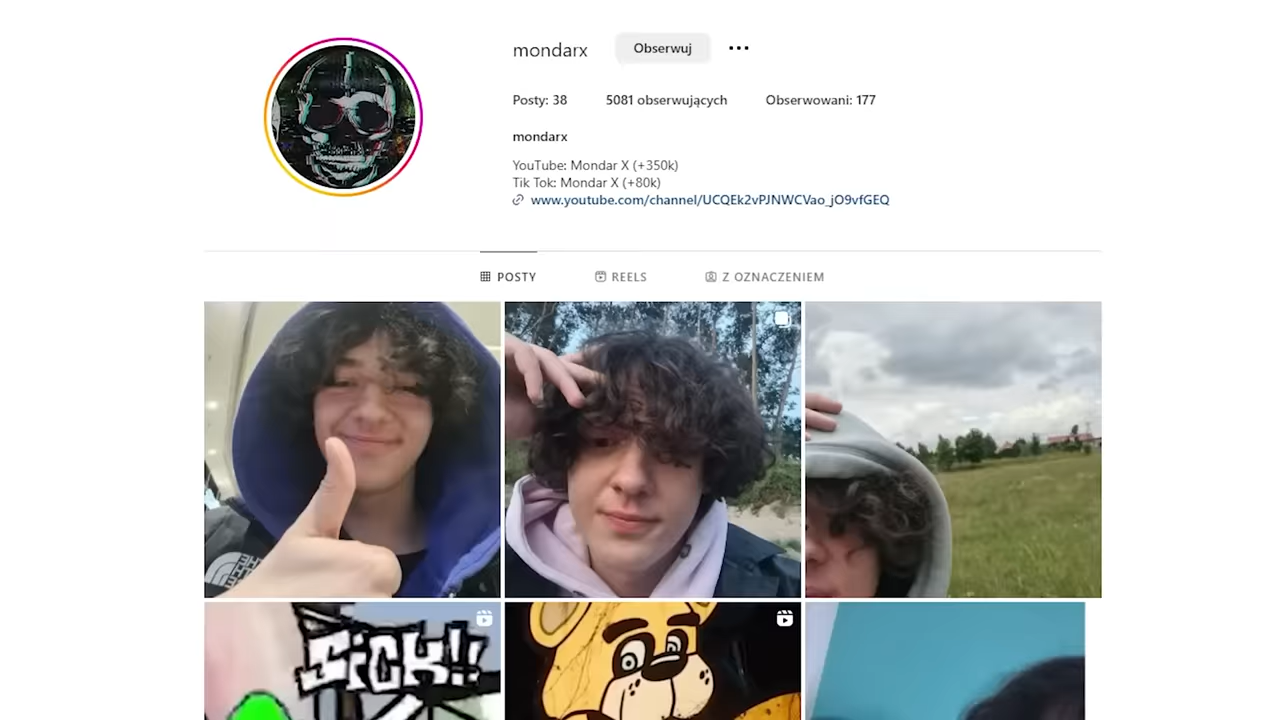 mondarx
Obserwuj
Posty: 38
5081 obserwujących
Obserwowani: 177
mondarx
YouTube: Mondar X (+350k)
Tik Tok: Mondar X (+80k)
www.youtube.com/channel/UCQEk2vPJNWCVao_jO9vfGEQ
POSTY
REELS
Z OZNACZENIEM
SiCK!!